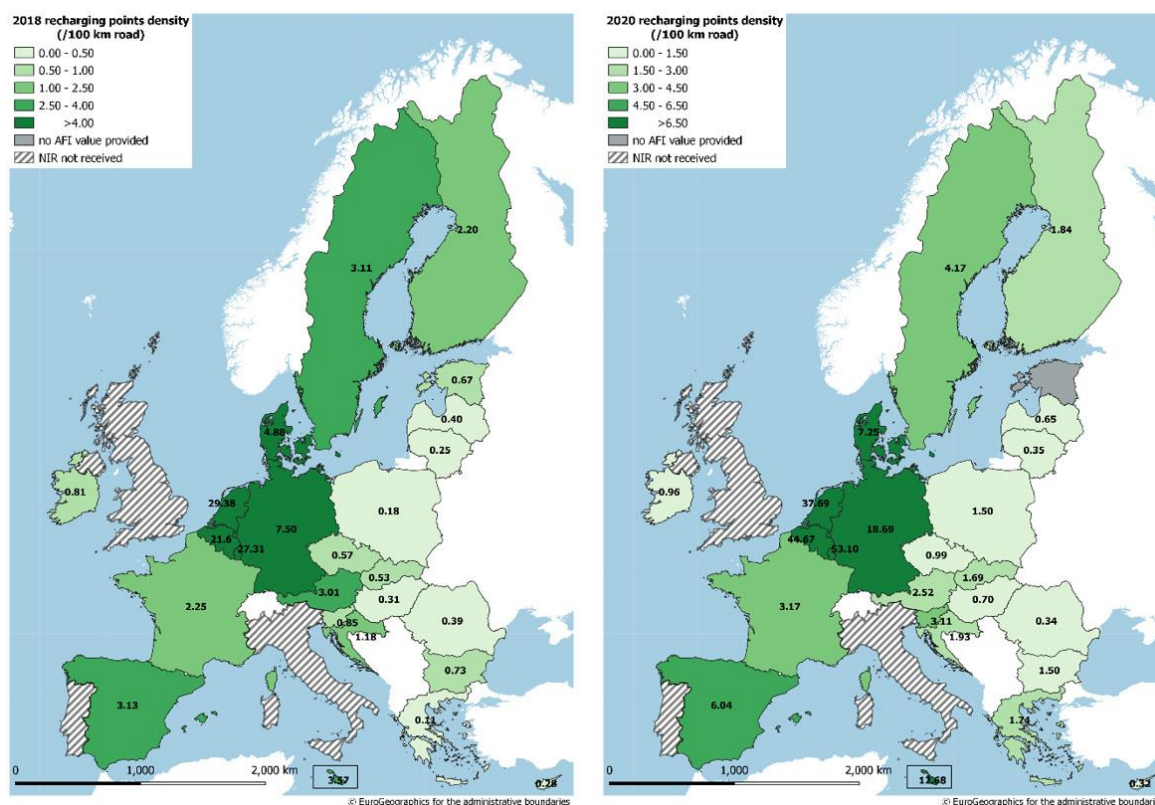 2018 recharging points density
(/100 km road)
0.00 - 0.50
0.50 - 1.00
1.00 - 2.50
2.50 - 4.00
>4.00
no AFI value provided
NIR not received
2.20
3.11
0.67
0.40
4.88
0.25
0.81
29.38
7.50
0.18
21.6
27.31
0.57
0.53
3.01
0.31
2.25
0.85
0.39
1.18
0.73
3.13
0.11
0
1,000
2,000 km
3.57
0.28
© EuroGeographics for the administrative boundaries
2020 recharging points density
(/100 km road)
0.00 - 1.50
1.50 - 3.00
3.00 - 4.50
4.50 - 6.50
>6.50
no AFI value provided
NIR not received
1.84
4.17
0.65
7.25
0.35
0.96
37.69
18.69
1.50
44.67
53.10
0.99
1.69
2.52
0.70
3.17
3.11
0.34
1.93
1.50
6.04
1.74
0
1,000
2,000 km
12.68
0.32
© EuroGeographics for the administrative boundaries